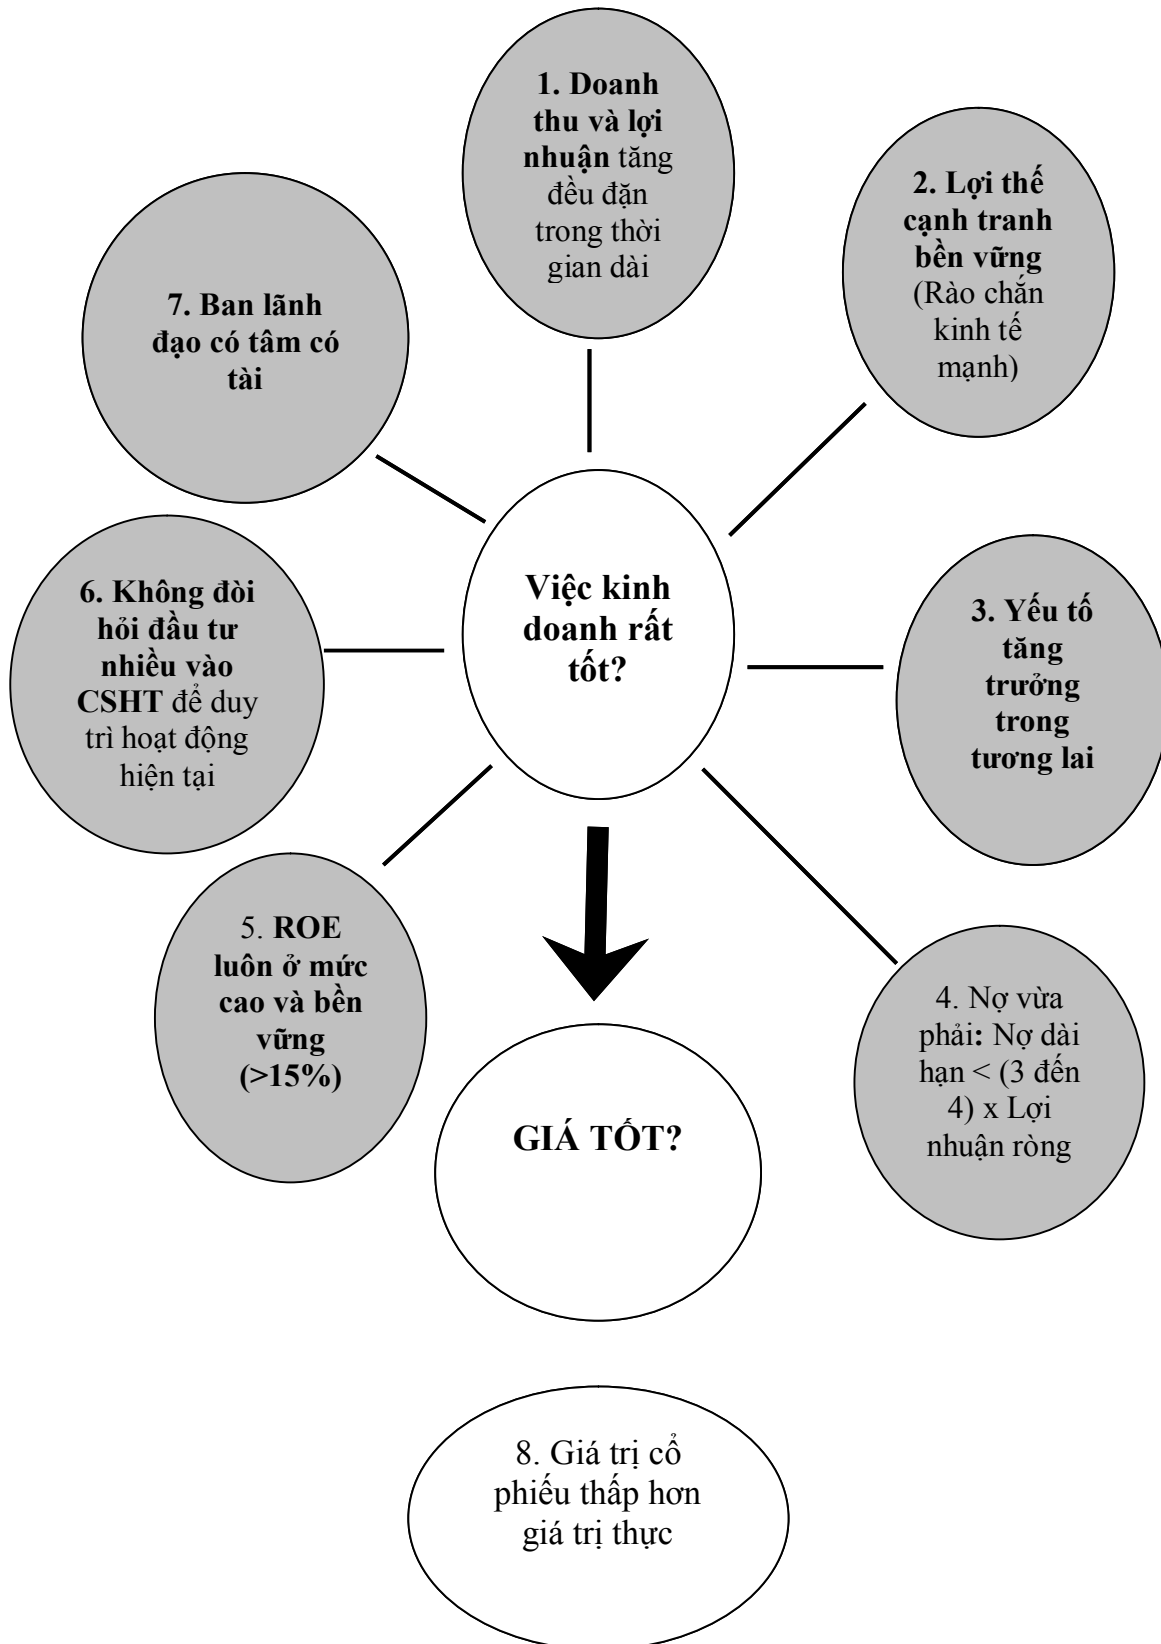 1. Doanh
thu và lợi
nhuận tăng
đều đặn
trong thời
gian dài
2. Lợi thế
cạnh tranh
bền vững
(Rào chắn
kinh tế
mạnh)
7. Ban lãnh
đạo có tâm có
tài
Việc kinh
doanh rất
tốt?
3. Yếu tố
tăng
trưởng
trong
tương lai
6. Không đòi
hỏi đầu tư
nhiều vào
CSHT để duy
trì hoạt động
hiện tại
5. ROE
luôn ở mức
cao và bền
vững
(>15%)
4. Nợ vừa
phải: Nợ dài
hạn < (3 đến
4) x Lợi
nhuận ròng
GIÁ TỐT?
8. Giá trị cổ
phiếu thấp hơn
giá trị thực